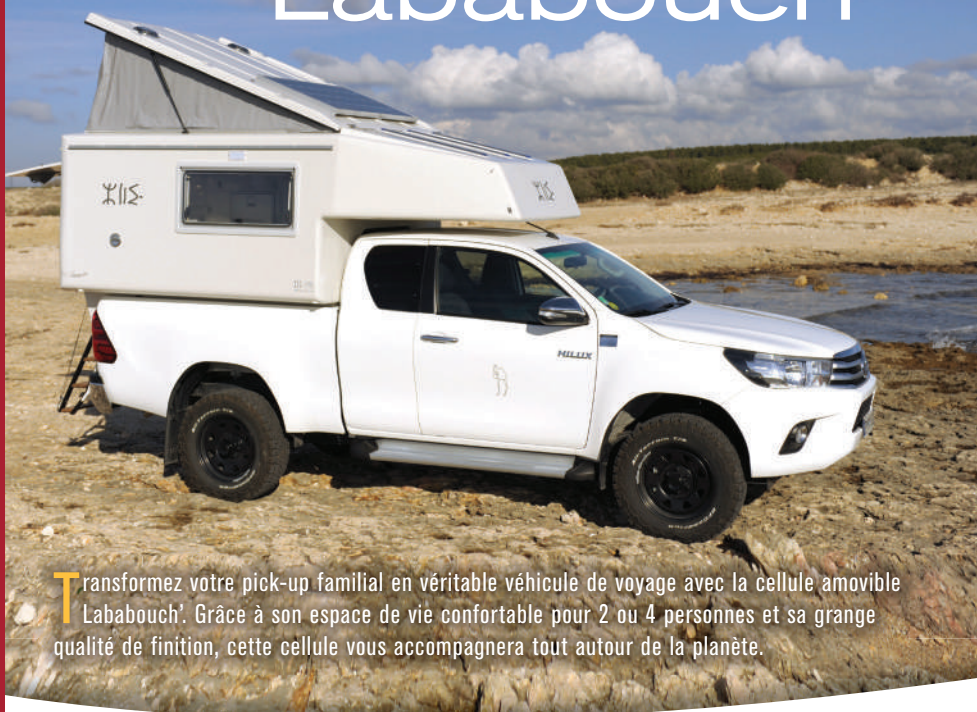 Lababouch'
HILUX
Transformez votre pick-up familial en véritable véhicule de voyage avec la cellule amovible
Lababouch'. Grâce à son espace de vie confortable pour 2 ou 4 personnes et sa grange
qualité de finition, cette cellule vous accompagnera tout autour de la planète.